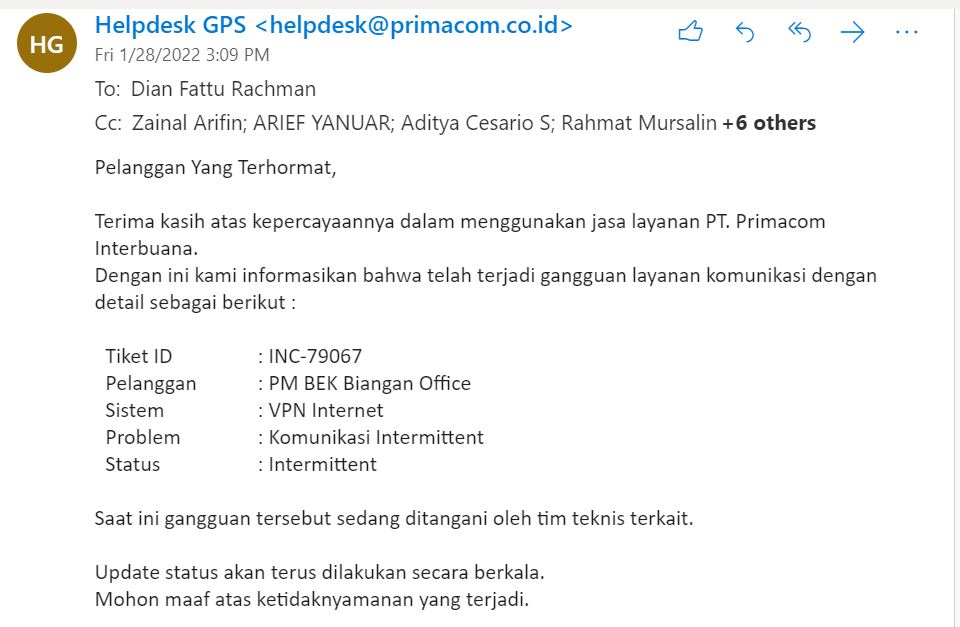 HG
Helpdesk GPS <helpdesk@primacom.co.id>
Fri 1/28/2022 3:09 PM
To: Dian Fattu Rachman
Cc: Zainal Arifin; ARIEF YANUAR; Aditya Cesario S; Rahmat Mursalin +6 others
Pelanggan Yang Terhormat,
Terima kasih atas kepercayaannya dalam menggunakan jasa layanan PT. Primacom
Interbuana.
Dengan ini kami informasikan bahwa telah terjadi gangguan layanan komunikasi dengan
detail sebagai berikut :
Tiket ID : INC-79067
Pelanggan : PM BEK Biangan Office
Sistem : VPN Internet
Problem : Komunikasi Intermittent
Status : Intermittent
Saat ini gangguan tersebut sedang ditangani oleh tim teknis terkait.
Update status akan terus dilakukan secara berkala.
Mohon maaf atas ketidaknyamanan yang terjadi.